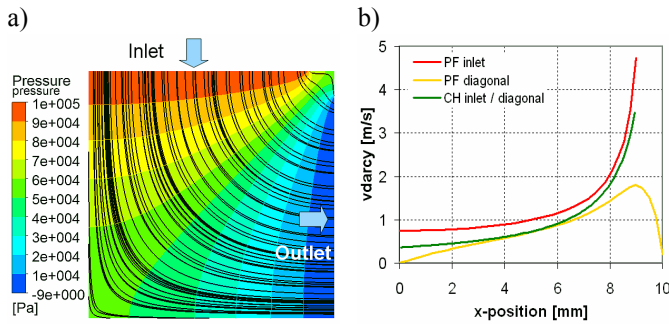 a)
Inlet
Pressure
pressure
1e+005
9e+004
8e+004
7e+004
6e+004
5e+004
4e+004
3e+004
2e+004
1e+004
-9e+000
[Pa]
Outlet
b)
vdarcy [m/s]
5
4
3
2
1
0
PF inlet
PF diagonal
CH inlet / diagonal
0
2
4
6
8
10
x-position [mm]